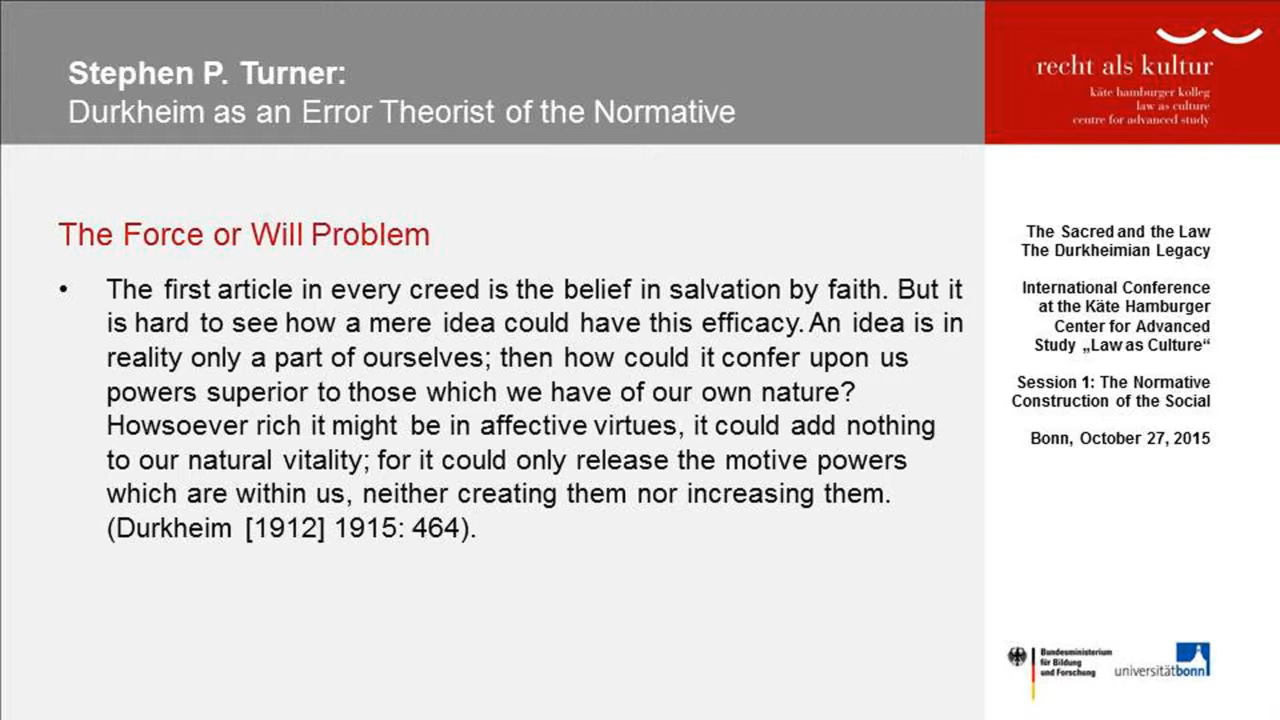 Stephen P. Turner:
Durkheim as an Error Theorist of the Normative
recht als kultur
käte hamburger kolleg
law as culture
centre for advanced study
The Force or Will Problem
• The first article in every creed is the belief in salvation by faith. But it
is hard to see how a mere idea could have this efficacy. An idea is in
reality only a part of ourselves; then how could it confer upon us
powers superior to those which we have of our own nature?
Howsoever rich it might be in affective virtues, it could add nothing
to our natural vitality; for it could only release the motive powers
which are within us, neither creating them nor increasing them.
(Durkheim [1912] 1915: 464).
The Sacred and the Law
The Durkheimian Legacy
International Conference
at the Käte Hamburger
Center for Advanced
Study „Law as Culture“
Session 1: The Normative
Construction of the Social
Bonn, October 27, 2015
Bundesministerium
für Bildung
und Forschung
universitätbonn